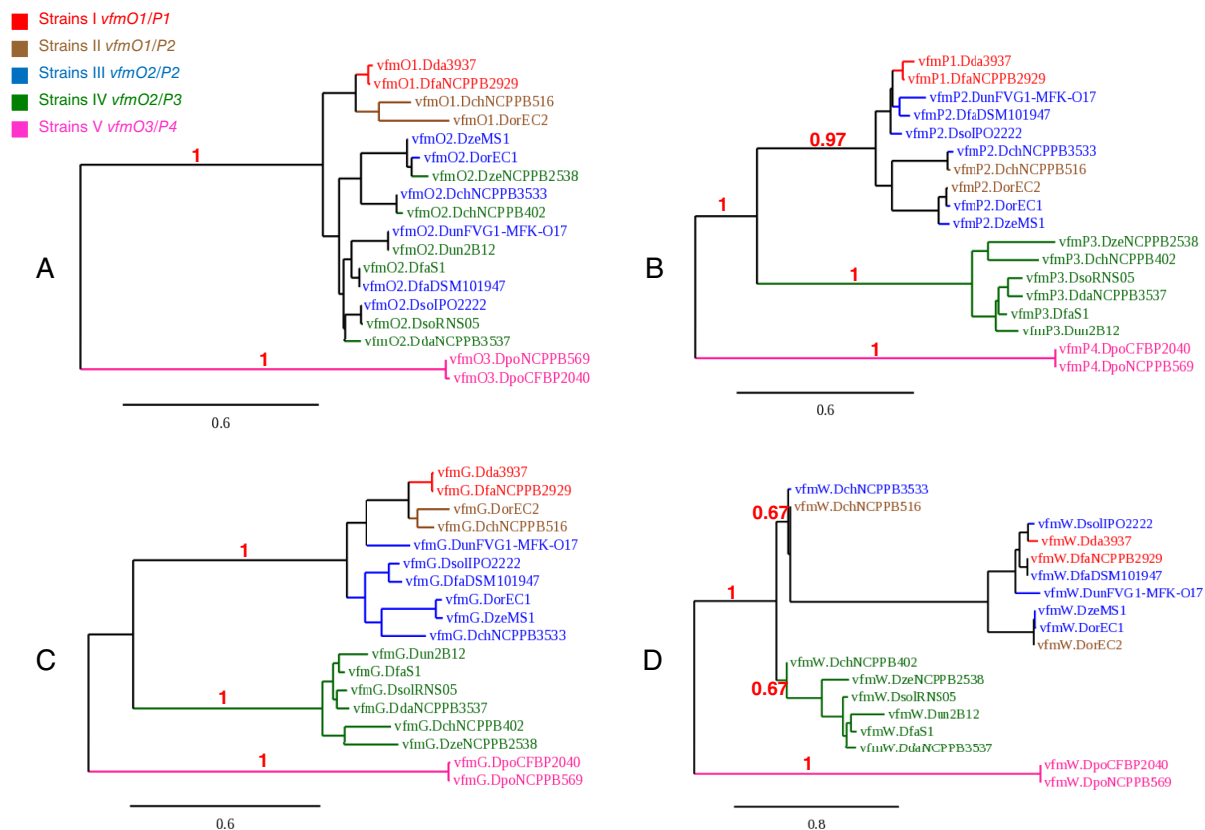 Strains I vfmO1/P1
Strains II vfmO1/P2
Strains III vfmO2/P2
Strains IV vfmO2/P3
Strains V vfmO3/P4
A
1
1
vfmO1.Dda3937
vfmO1.DfaNCPPB2929
vfmO1.DchNCPPB516
vfmO1.DorEC2
vfmO2.DzeMS1
vfmO2.DorEC1
vfmO2.DzeNCPPB2538
vfmO2.DchNCPPB3533
vfmO2.DchNCPPB402
vfmO2.DunFVG1-MFK-O17
vfmO2.Dun2B12
vfmO2.DfaS1
vfmO2.DfaDSM101947
vfmO2.DsoIPO2222
vfmO2.DsoRNS05
vfmO2.DdaNCPPB3537
vfmO3.DpoNCPPB569
vfmO3.DpoCFBP2040
0.6
B
0.97
1
1
1
vfmP1.Dda3937
vfmP1.DfaNCPPB2929
vfmP2.DunFVG1-MFK-O17
vfmP2.DfaDSM101947
vfmP2.DsoIPO2222
vfmP2.DchNCPPB3533
vfmP2.DchNCPPB516
vfmP2.DorEC2
vfmP2.DorEC1
vfmP2.DzeMS1
vfmP3.DzeNCPPB2538
vfmP3.DchNCPPB402
vfmP3.DsoRNS05
vfmP3.DdaNCPPB3537
vfmP3.DfaS1
vfmP3.Dun2B12
vfmP4.DpoCFBP2040
vfmP4.DpoNCPPB569
0.6
C
1
1
1
vfmG.Dda3937
vfmG.DfaNCPPB2929
vfmG.DorEC2
vfmG.DchNCPPB516
vfmG.DunFVG1-MFK-O17
vfmG.DsolIPO2222
vfmG.DfaDSM101947
vfmG.DorEC1
vfmG.DzeMS1
vfmG.DchNCPPB3533
vfmG.Dun2B12
vfmG.DfaS1
vfmG.DsolRNS05
vfmG.DdaNCPPB3537
vfmG.DchNCPPB402
vfmG.DzeNCPPB2538
vfmG.DpoCFBP2040
vfmG.DpoNCPPB569
0.6
D
0.67
1
0.67
1
vfmW.DchNCPPB3533
vfmW.DchNCPPB516
vfmW.DsolIPO2222
vfmW.Dda3937
vfmW.DfaNCPPB2929
vfmW.DfaDSM101947
vfmW.DunFVG1-MFK-O17
vfmW.DzeMS1
vfmW.DorEC1
vfmW.DorEC2
vfmW.DchNCPPB402
vfmW.DzeNCPPB2538
vfmW.DsolRNS05
vfmW.Dun2B12
vfmW.DfaS1
vfmW.DdaNCPPB3537
vfmW.DpoCFBP2040
vfmW.DpoNCPPB569
0.8